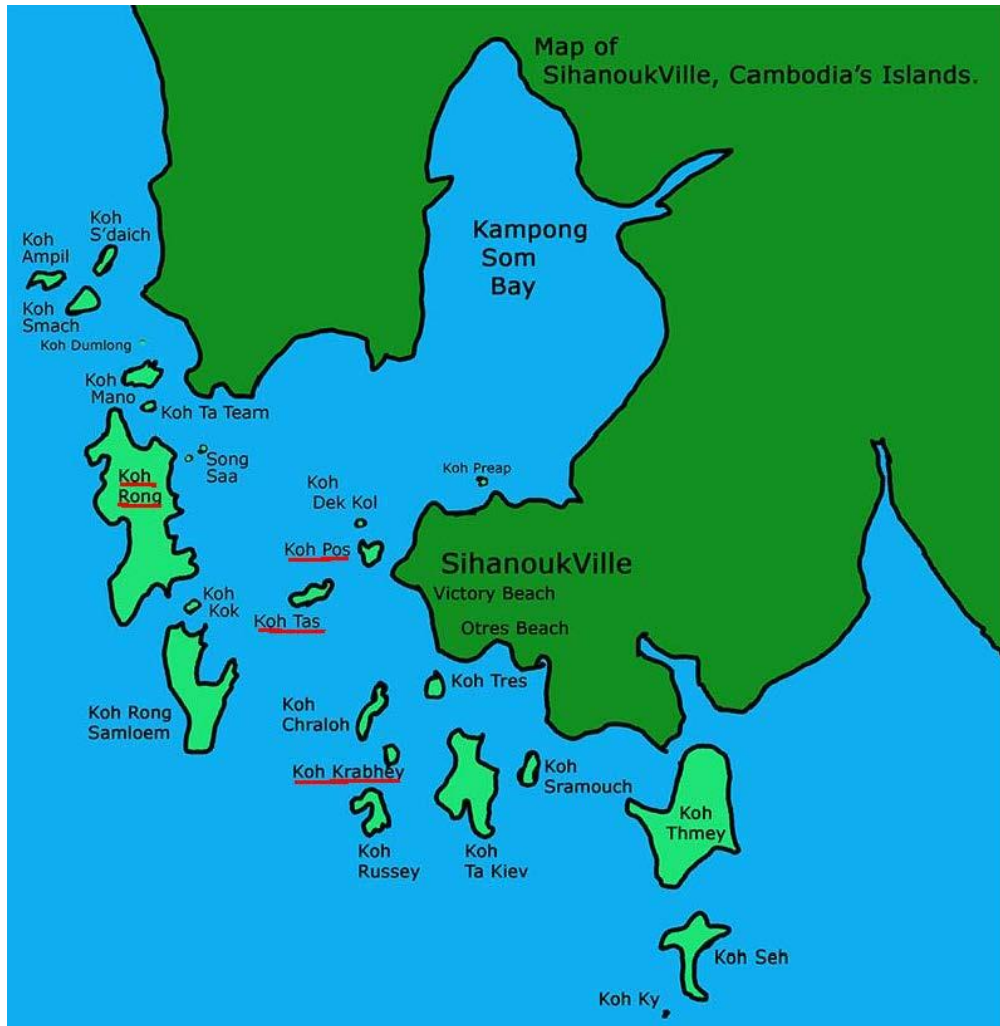 Map of
SihanoukVille, Cambodia's Islands.
Koh
S'daich
Koh
Ampil
Kampong
Som
Bay
Koh
Smach
Koh Dumlong
Koh
Mano
Koh Ta Team
Song
Saa
Koh
Rong
Koh Preap
Koh
Dek Kol
Koh Pos
SihanoukVille
Victory Beach
Koh Tas
Otres Beach
Koh
Kok
Koh Tres
Koh Rong
Samloem
Koh
Chraloh
Koh Krabhey
Koh
Sramouch
Koh
Thmey
Koh
Russey
Koh
Ta Kiev
Koh Seh
Koh Ky